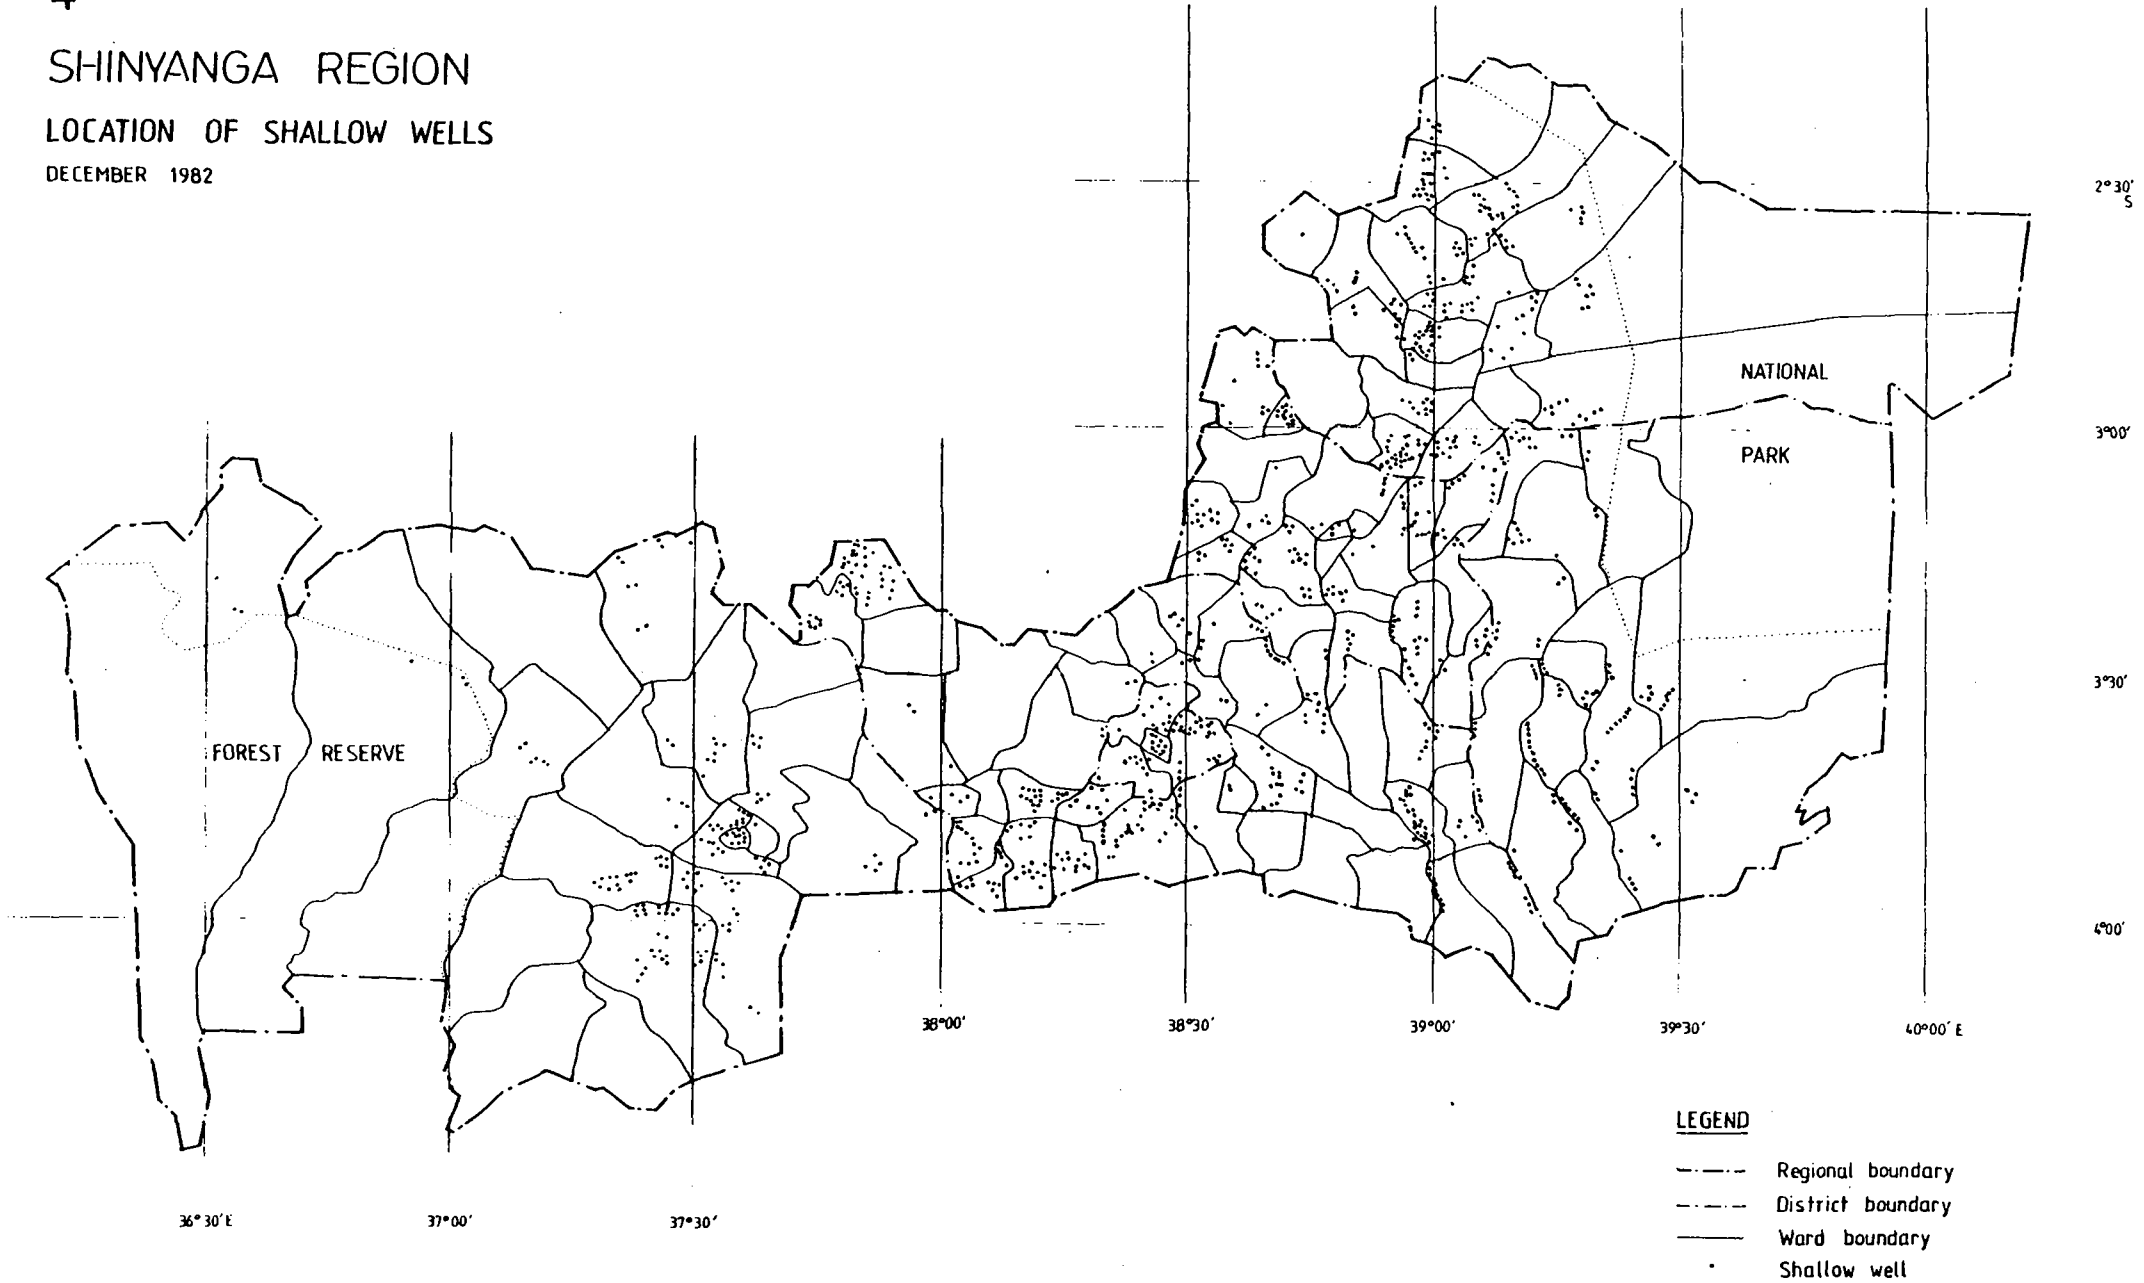 4
SHINYANGA REGION
LOCATION OF SHALLOW WELLS
DECEMBER 1982
2°30'
S
NATIONAL
3°00'
PARK
3°30'
FOREST RESERVE
4°00'
38°00'
38°30'
39°00'
39°30'
40°00' E
LEGEND
Regional boundary
District boundary
Ward boundary
Shallow well
36°30'E
37°00'
37°30'